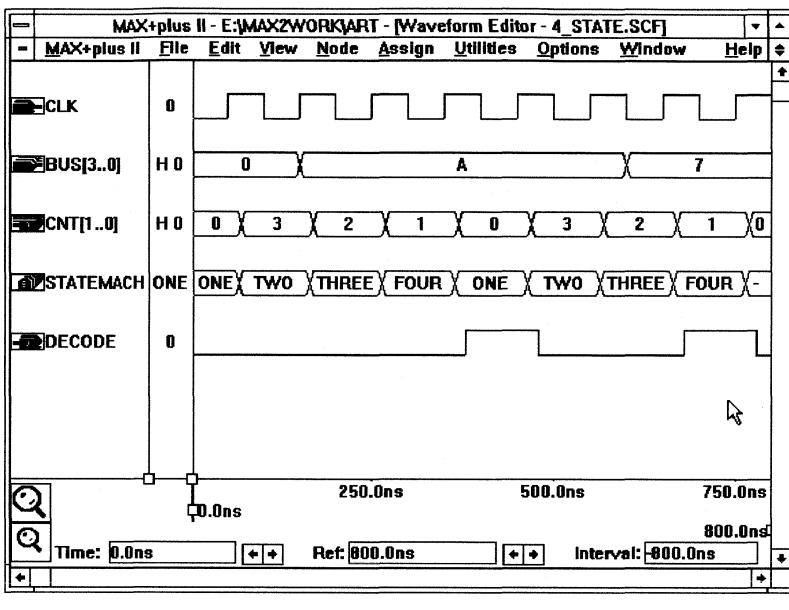 MAX+plus II - E:\MAX2WORK\ART - [Waveform Editor - 4_STATE.SCF]
MAX+plus II File Edit View Node Assign Utilities Options Window Help
CLK 0
BUS[3..0] H 0 0 A 7
CNT[1..0] H 0 0 3 2 1 0 3 2 1 0
STATEMACH ONE ONE TWO THREE FOUR ONE TWO THREE FOUR -
DECODE 0
250.0ns 500.0ns 750.0ns
0.0ns
800.0ns
Time: 0.0ns Ref: 800.0ns Interval: -800.0ns